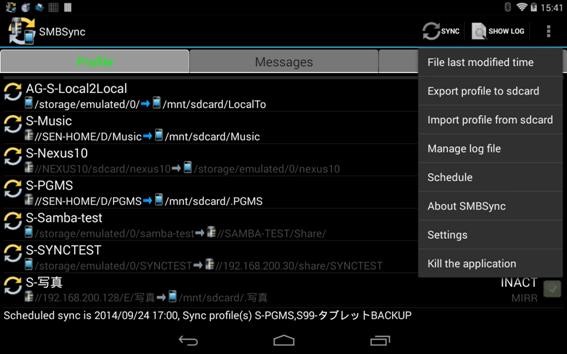 15:41
SMBSync
SYNC
SHOW LOG
Profile
Messages
File last modified time
Export profile to sdcard
Import profile from sdcard
Manage log file
Schedule
About SMBSync
Settings
Kill the application
AG-S-Local2Local
/storage/emulated/0/ /mnt/sdcard/LocalTo
S-Music
//SEN-HOME/D/Music /mnt/sdcard/Music
S-Nexus10
//NEXUS10/sdcard/nexus10 /storage/emulated/0/nexus10
S-PGMS
//SEN-HOME/D/PGMS /mnt/sdcard/.PGMS
S-Samba-test
/storage/emulated/0/samba-test //SAMBA-TEST/Share/
S-SYNCTEST
/storage/emulated/0/SYNCTEST //192.168.200.30/share/SYNCTEST
S-写真 INACT
//192.168.200.128/E/写真 /mnt/sdcard/.写真 MIRR
Scheduled sync is 2014/09/24 17:00, Sync profile(s) S-PGMS,S99-タブレットBACKUP